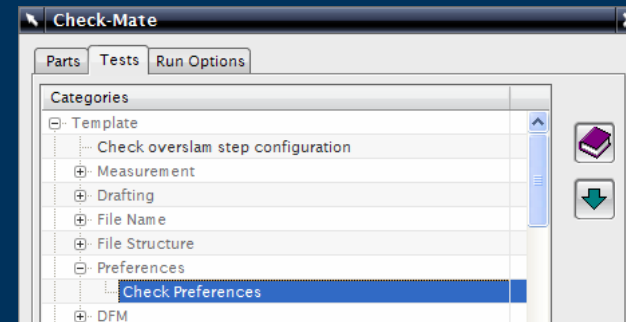 Check-Mate
Parts Tests Run Options
Categories
Template
Check overslam step configuration
Measurement
Drafting
File Name
File Structure
Preferences
Check Preferences
DFM